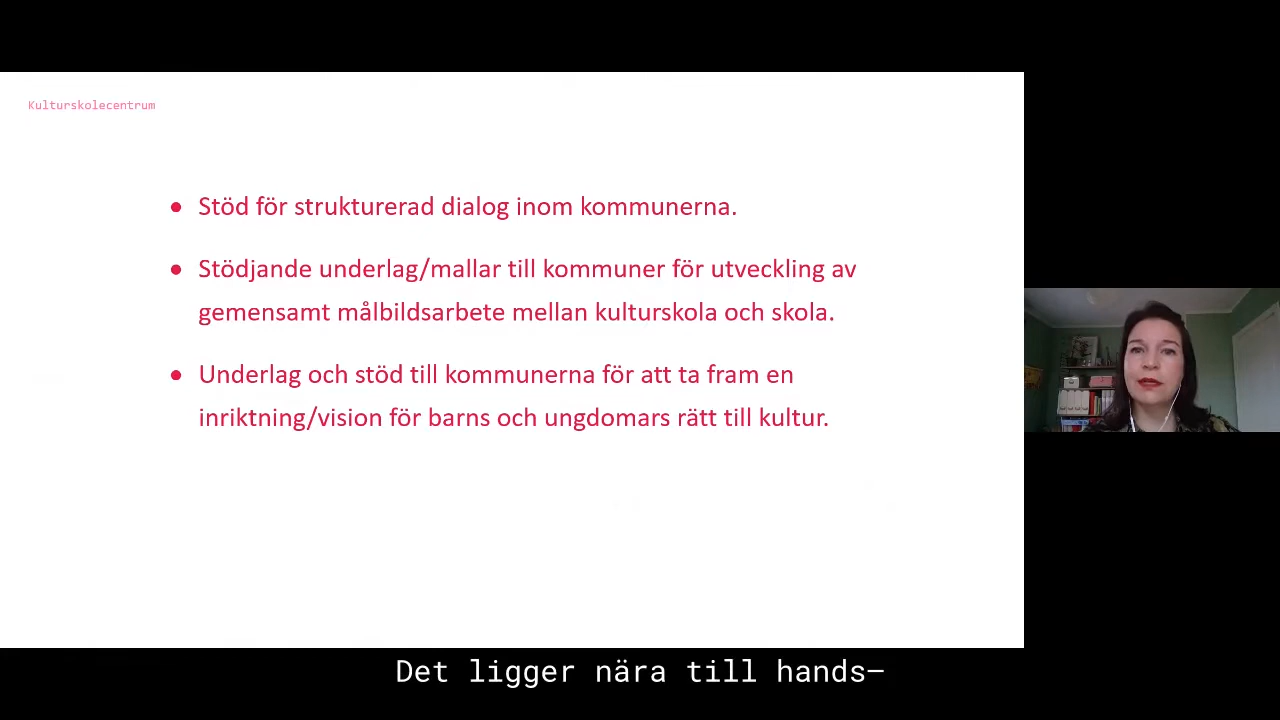 Kulturskolecentrum
● Stöd för strukturerad dialog inom kommunerna.
● Stödjande underlag/mallar till kommuner för utveckling av
gemensamt målbildsarbete mellan kulturskola och skola.
● Underlag och stöd till kommunerna för att ta fram en
inriktning/vision för barns och ungdomars rätt till kultur.
Det ligger nära till hands–